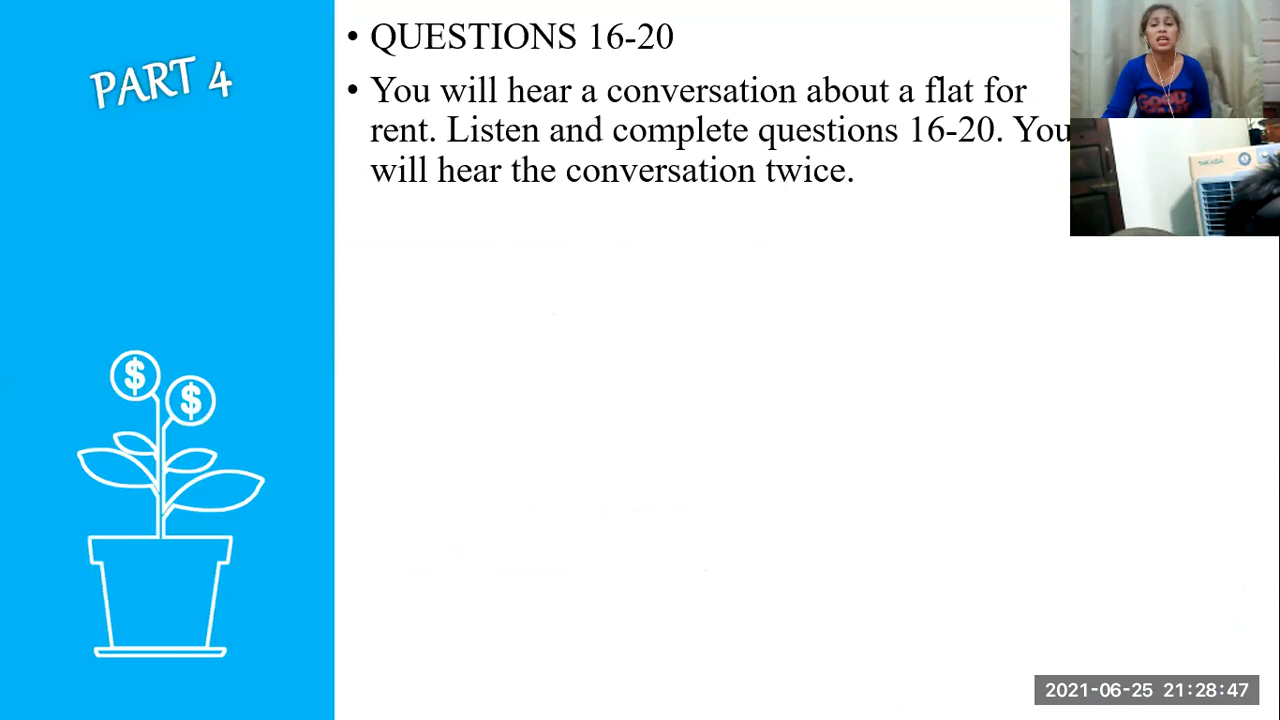 PART 4
• QUESTIONS 16-20
• You will hear a conversation about a flat for
rent. Listen and complete questions 16-20. You
will hear the conversation twice.
TAKADA
$
$
2021-06-25 21:28:47